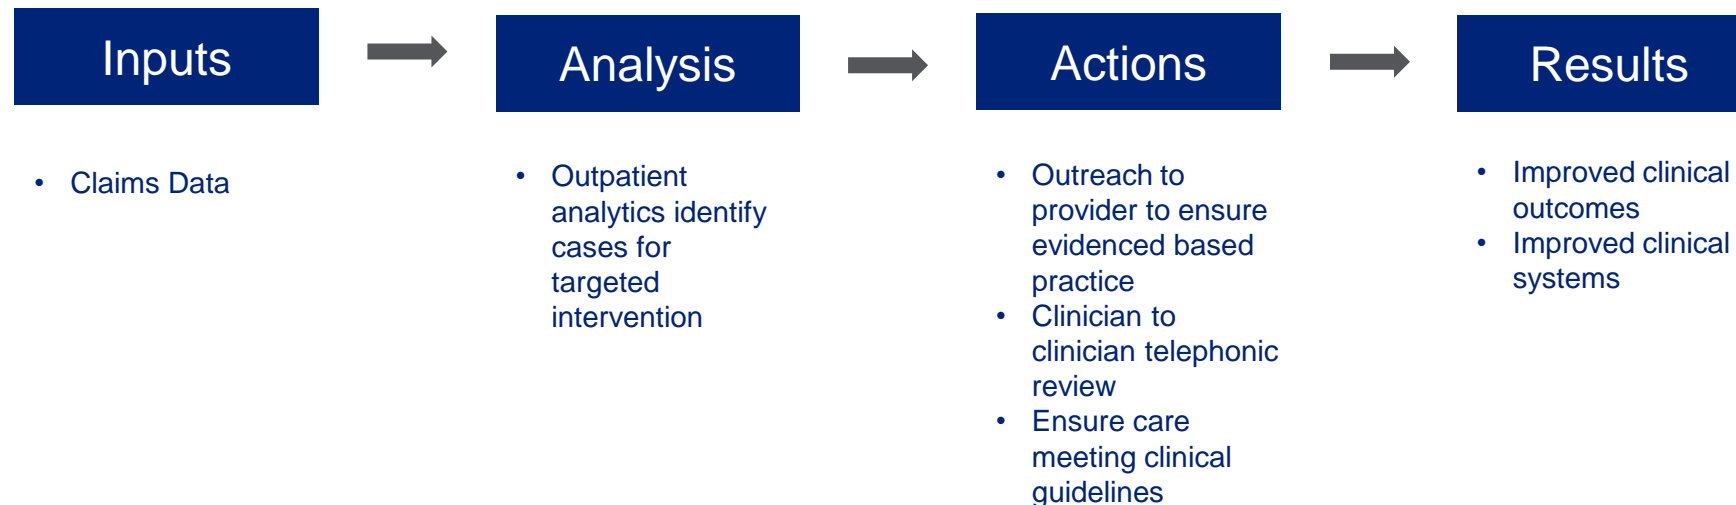 Inputs
Analysis
Actions
Results
• Claims Data
• Outpatient
analytics identify
cases for
targeted
intervention
• Outreach to
provider to ensure
evidenced based
practice
• Clinician to
clinician telephonic
review
• Ensure care
meeting clinical
guidelines
• Improved clinical
outcomes
• Improved clinical
systems